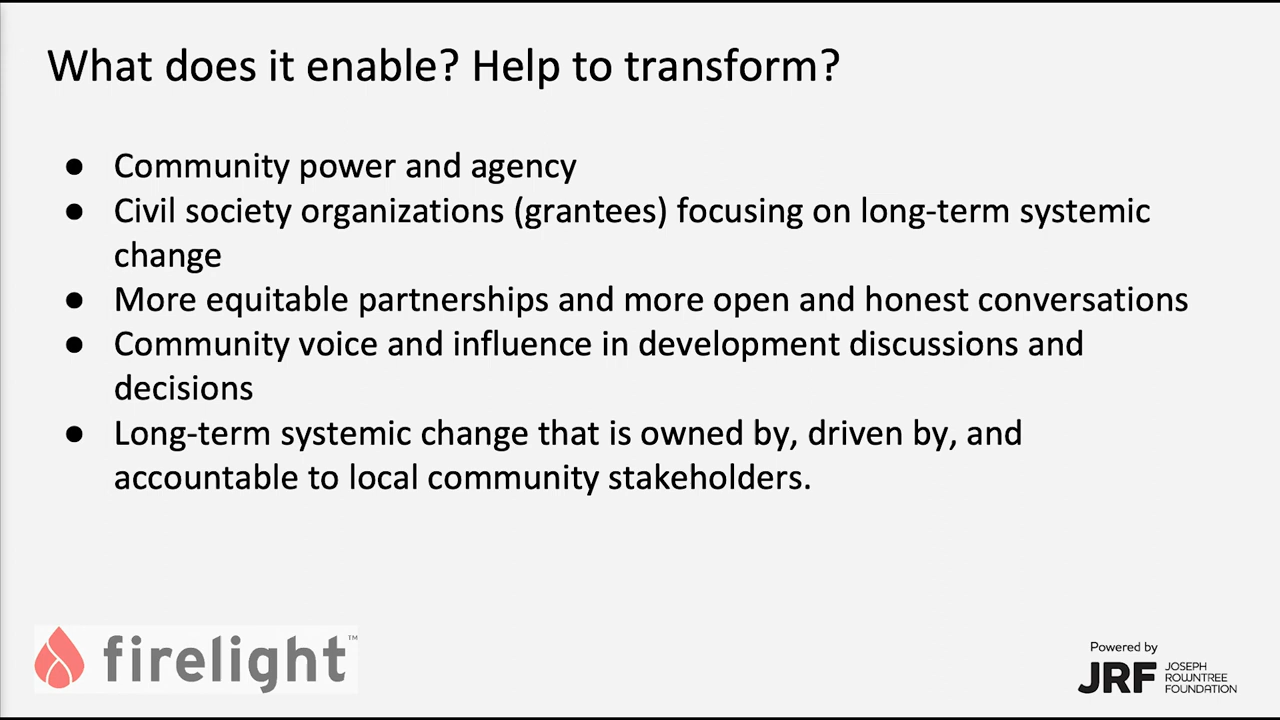 What does it enable? Help to transform?
● Community power and agency
● Civil society organizations (grantees) focusing on long-term systemic
change
● More equitable partnerships and more open and honest conversations
● Community voice and influence in development discussions and
decisions
● Long-term systemic change that is owned by, driven by, and
accountable to local community stakeholders.
firelight™
Powered by
JRF JOSEPH
ROWNTREE
FOUNDATION